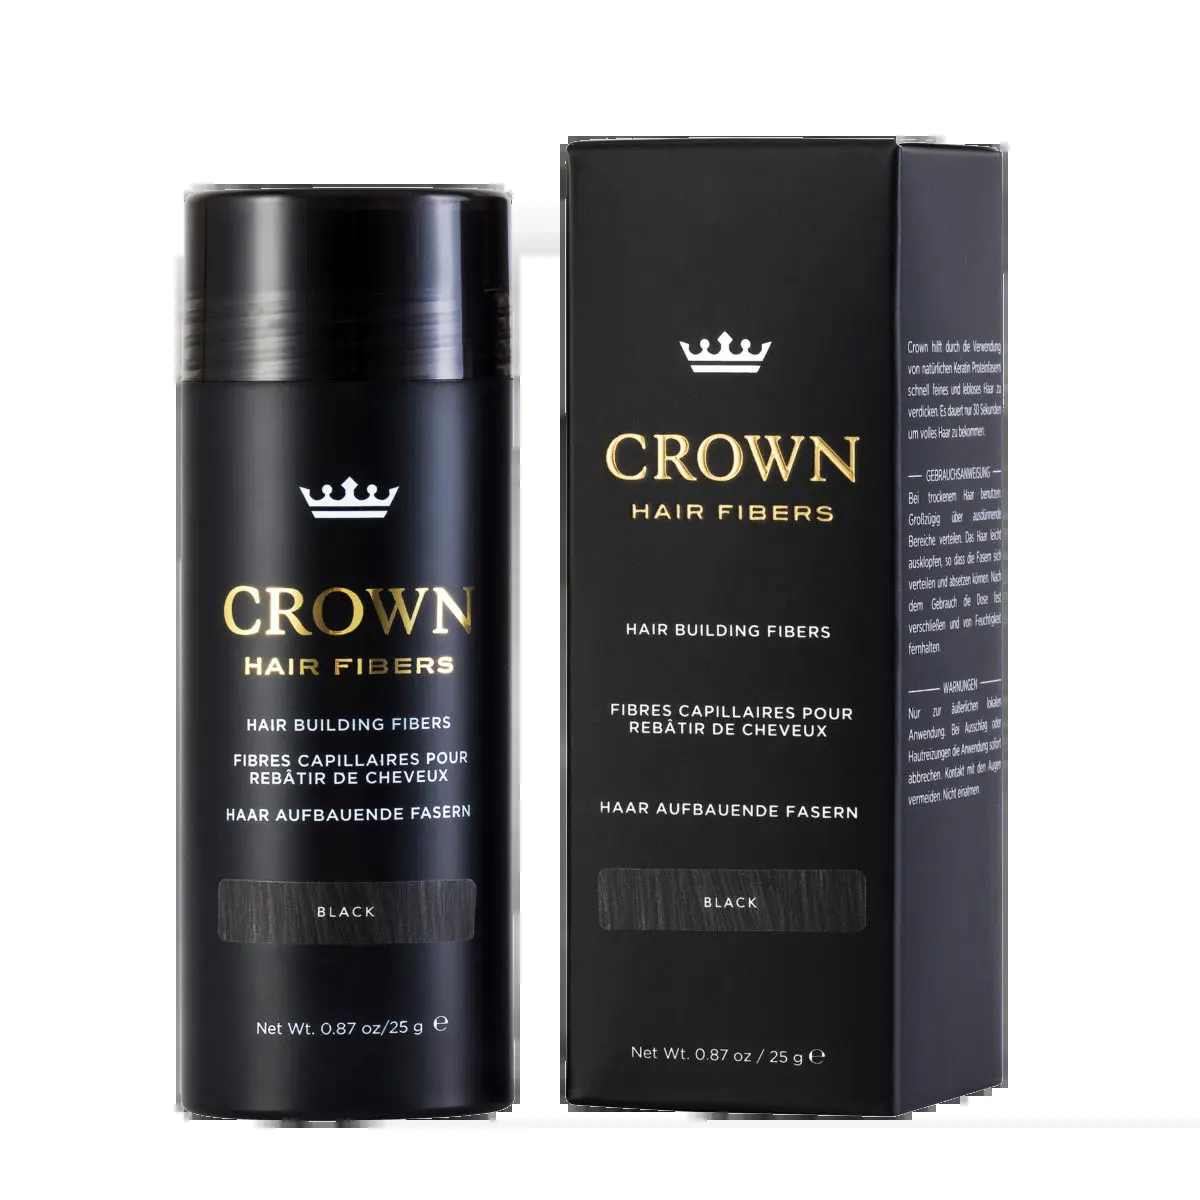 CROWN
HAIR FIBERS
HAIR BUILDING FIBERS
FIBRES CAPILLAIRES POUR
REBÂTIR DE CHEVEUX
HAAR AUFBAUENDE FASERN
BLACK
Net Wt. 0.87 oz/25 g ℮
CROWN
HAIR FIBERS
HAIR BUILDING FIBERS
FIBRES CAPILLAIRES POUR
REBÂTIR DE CHEVEUX
HAAR AUFBAUENDE FASERN
BLACK
Net Wt. 0.87 oz / 25 g ℮
Crown hilft durch die Verwendung
von natürlichen Keratin Proteinfasern
schnell feines und lebloses Haar zu
verdicken. Es dauert nur 30 Sekunden
um volles Haar zu bekommen.
GEBRAUCHSANWEISUNG
Bei trockenem Haar benutzen.
Großzügig über ausdünnende
Bereiche verteilen. Das Haar leicht
ausklopfen, so dass die Fasern sich
verteilen und absetzen können. Nach
dem Gebrauch die Dose fest
verschließen und von Feuchtigkeit
fernhalten.
WARNUNGEN
Nur zur äußerlichen lokalen
Anwendung. Bei Ausschlag oder
Hautreizungen die Anwendung sofort
abbrechen. Kontakt mit den Augen
vermeiden. Nicht einatmen